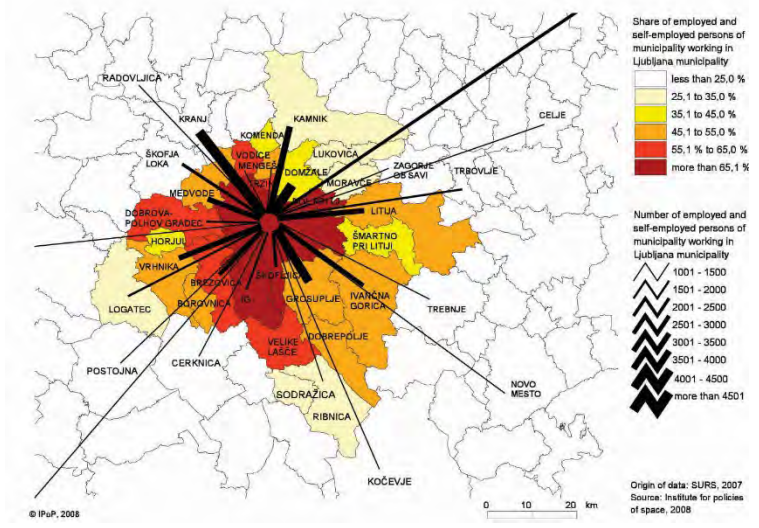 Share of employed and
self-employed persons of
municipality working in
Ljubljana municipality
less than 25,0 %
25,1 to 35,0 %
35,1 to 45,0 %
45,1 to 55,0 %
55,1 % to 65,0 %
more than 65,1 %
Number of employed and
self-employed persons of
municipality working in
Ljubljana municipality
1001 - 1500
1501 - 2000
2001 - 2500
2501 - 3000
3001 - 3500
3501 - 4000
4001 - 4500
more than 4501
Origin of data: SURS, 2007
Source: Institute for policies
of space, 2008
RADOVLJICA
KRANJ
KAMNIK
KOMENDA
CELJE
ŠKOFJA
LOKA
VODICE
MENGEŠ
LUKOVICA
DOMŽALE
ZAGORJE
OB SAVI
TRBOVLJE
MORAVČE
MEDVODE
LITIJA
DOBROVA-
POLHOV GRADEC
HORJUL
ŠMARTNO
PRI LITIJI
VRHNIKA
BREZOVICA
ŠKOFLJICA
IG
LOGATEC
BOROVNICA
GROSUPLJE
IVANČNA
GORICA
TREBNJE
DOBREPOLJE
VELIKE
LAŠČE
CERKNICA
POSTOJNA
NOVO
MESTO
SODRAŽICA
RIBNICA
KOČEVJE
© IPoP, 2008
0 10 20 km